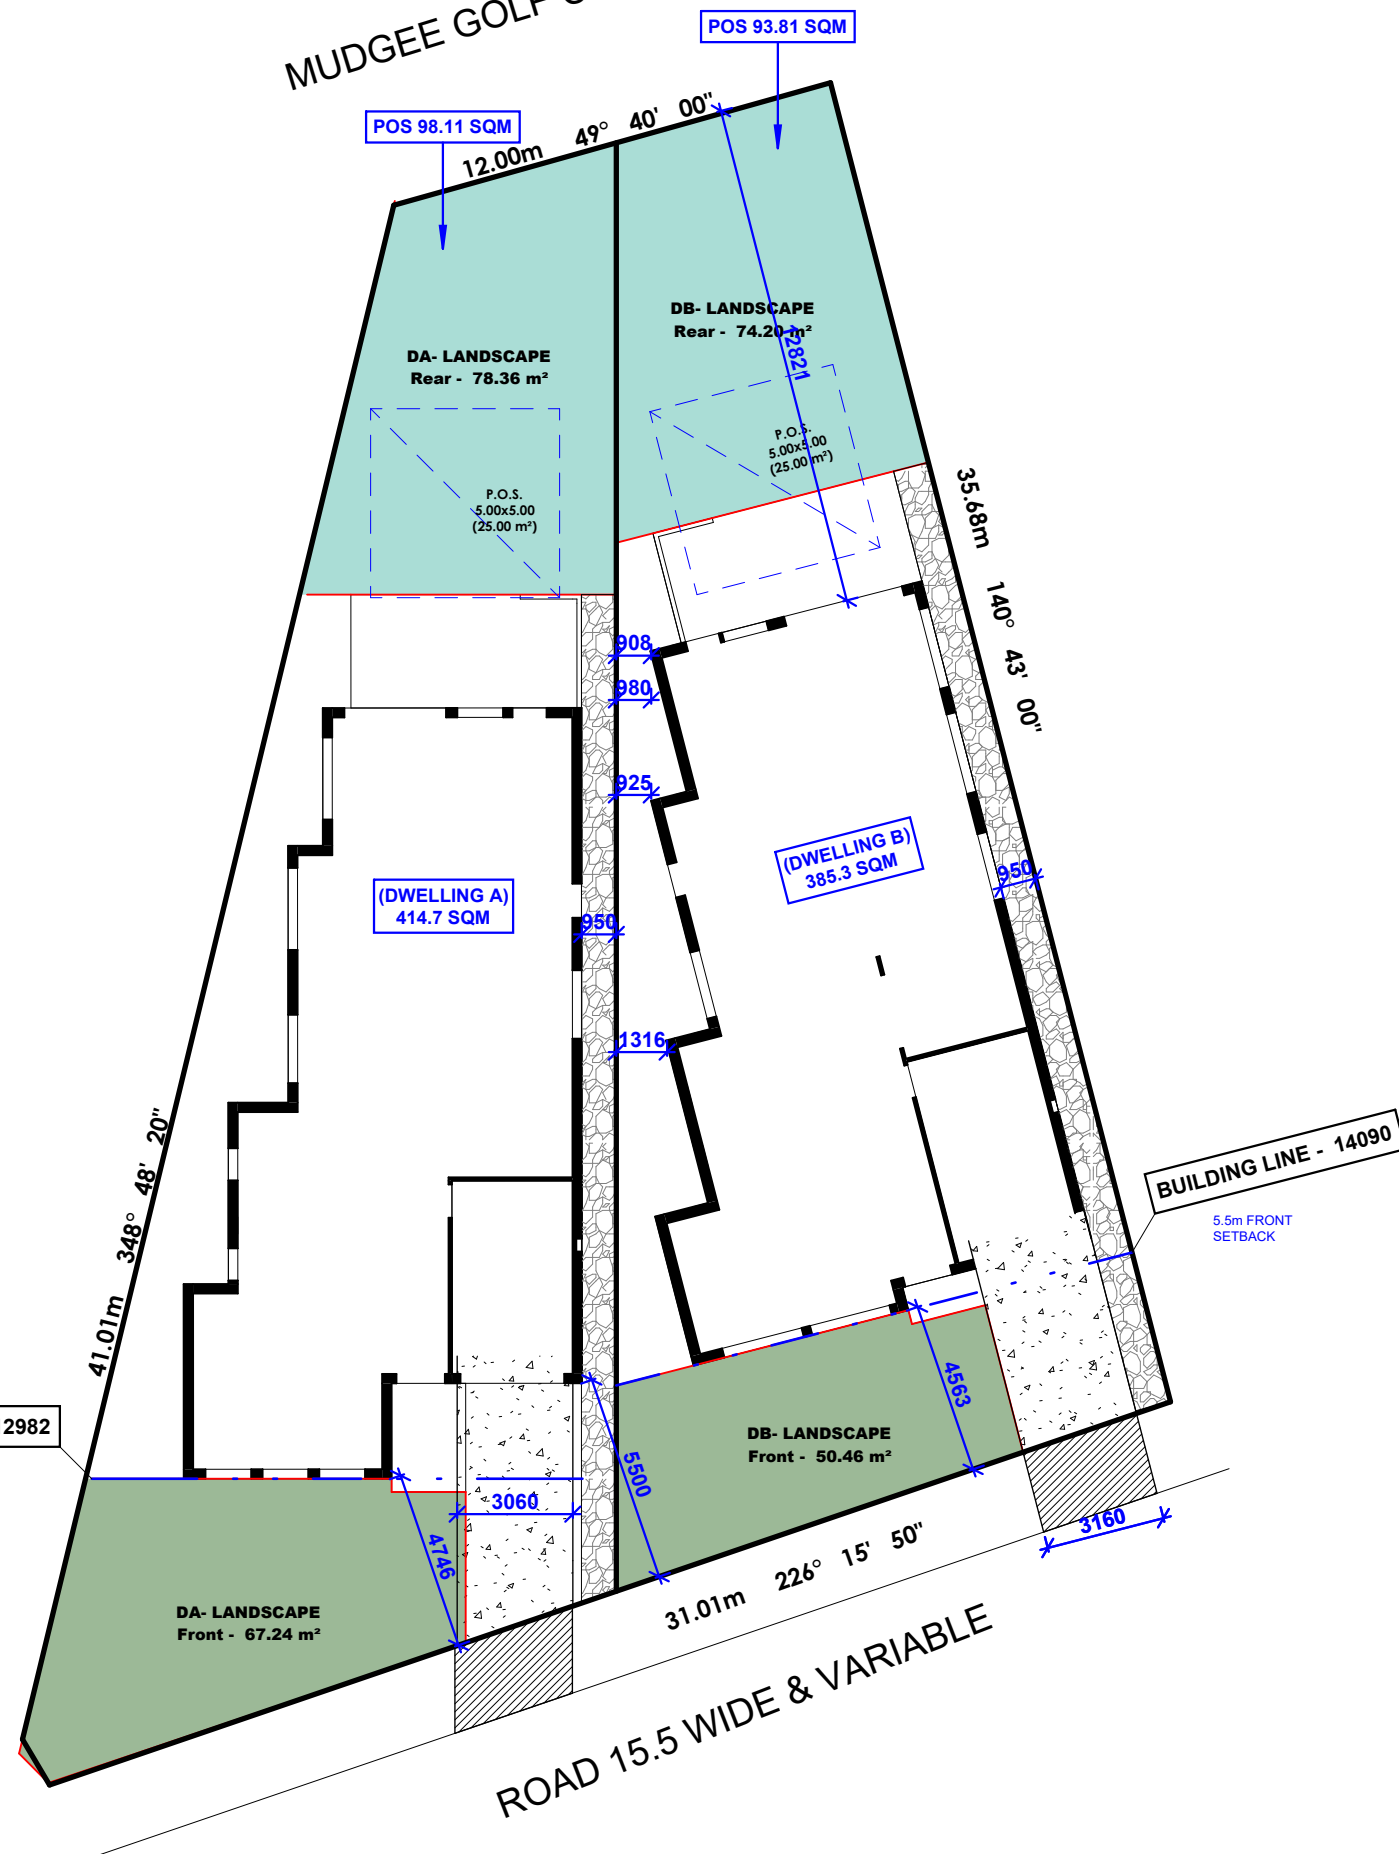 MUDGEE GOLF
POS 93.81 SQM
POS 98.11 SQM
12.00m 49° 40' 00"
DB- LANDSCAPE
Rear - 74.20 m²
12821
DA- LANDSCAPE
Rear - 78.36 m²
P.O.S.
5.00x5.00
(25.00 m²)
P.O.S.
5.00x5.00
(25.00 m²)
35.68m 140° 43' 00"
908
980
925
(DWELLING B)
385.3 SQM
950
(DWELLING A)
414.7 SQM
950
1316
41.01m 348° 48' 20"
BUILDING LINE - 14090
5.5m FRONT
SETBACK
2982
4563
DB- LANDSCAPE
Front - 50.46 m²
5500
3060
4746
3160
DA- LANDSCAPE
Front - 67.24 m²
31.01m 226° 15' 50"
ROAD 15.5 WIDE & VARIABLE